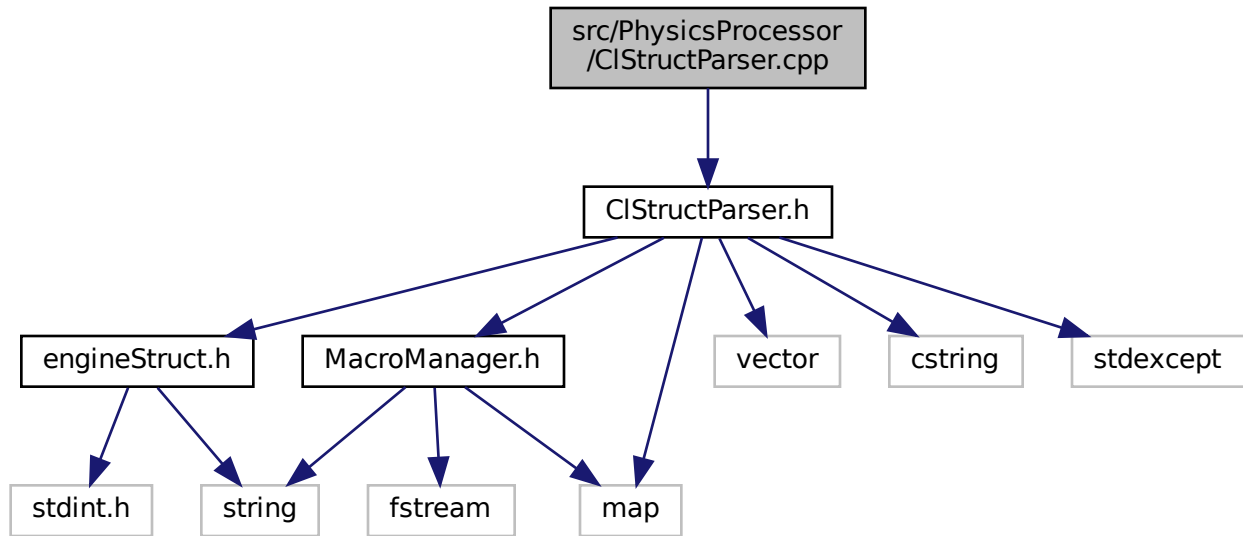 src/PhysicsProcessor
/ClStructParser.cpp
ClStructParser.h
engineStruct.h
MacroManager.h
vector
cstring
stdexcept
stdint.h
string
fstream
map